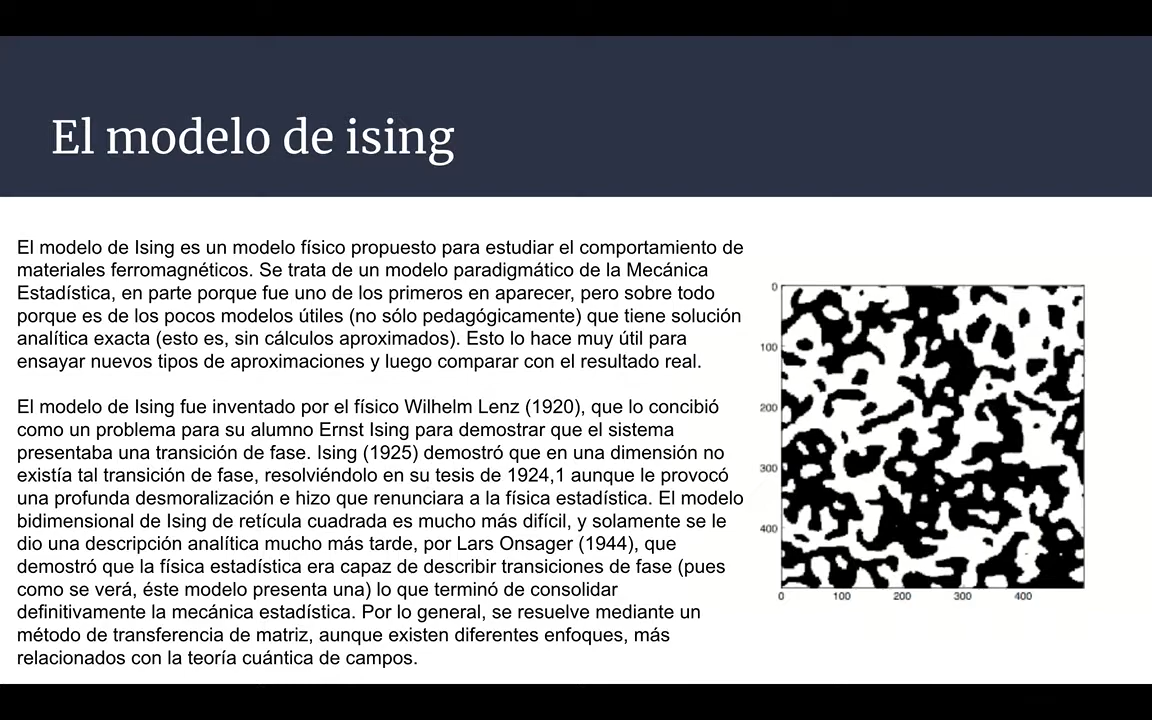 El modelo de ising
El modelo de Ising es un modelo físico propuesto para estudiar el comportamiento de
materiales ferromagnéticos. Se trata de un modelo paradigmático de la Mecánica
Estadística, en parte porque fue uno de los primeros en aparecer, pero sobre todo
porque es de los pocos modelos útiles (no sólo pedagógicamente) que tiene solución
analítica exacta (esto es, sin cálculos aproximados). Esto lo hace muy útil para
ensayar nuevos tipos de aproximaciones y luego comparar con el resultado real.
El modelo de Ising fue inventado por el físico Wilhelm Lenz (1920), que lo concibió
como un problema para su alumno Ernst Ising para demostrar que el sistema
presentaba una transición de fase. Ising (1925) demostró que en una dimensión no
existía tal transición de fase, resolviéndolo en su tesis de 1924,1 aunque le provocó
una profunda desmoralización e hizo que renunciara a la física estadística. El modelo
bidimensional de Ising de retícula cuadrada es mucho más difícil, y solamente se le
dio una descripción analítica mucho más tarde, por Lars Onsager (1944), que
demostró que la física estadística era capaz de describir transiciones de fase (pues
como se verá, éste modelo presenta una) lo que terminó de consolidar
definitivamente la mecánica estadística. Por lo general, se resuelve mediante un
método de transferencia de matriz, aunque existen diferentes enfoques, más
relacionados con la teoría cuántica de campos.
0
100
200
300
400
0 100 200 300 400